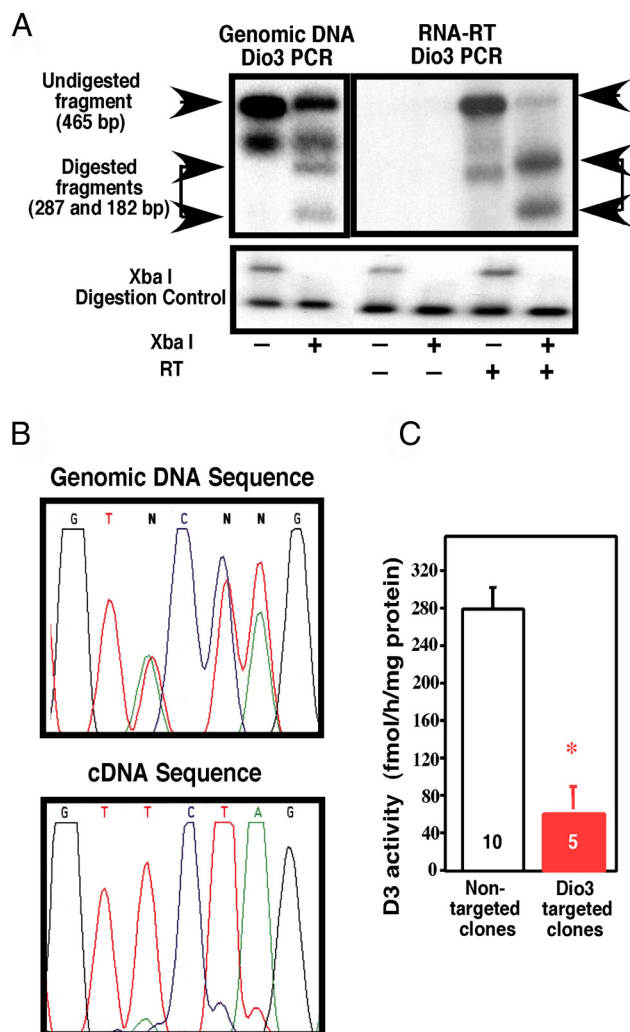 A
Genomic DNA
Dio3 PCR
RNA-RT
Dio3 PCR
Undigested
fragment
(465 bp)
Digested
fragments
(287 and 182 bp)
Xba I
Digestion Control
Xba I − + − + − +
RT − − + +
B
Genomic DNA Sequence
G T N C N N G
cDNA Sequence
G T T C T A G
C
D3 activity (fmol/h/mg protein)
320
280
240
200
160
120
80
40
0
*
10
5
Non-
targeted
clones
Dio3
targeted
clones